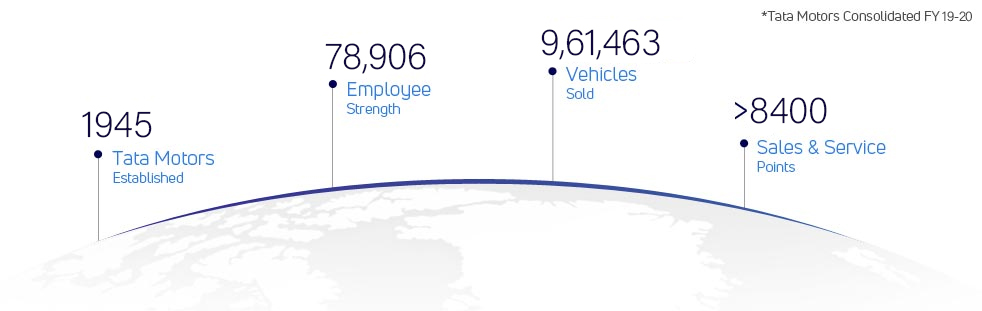 *Tata Motors Consolidated FY 19-20
1945
Tata Motors
Established
78,906
Employee
Strength
9,61,463
Vehicles
Sold
>8400
Sales & Service
Points